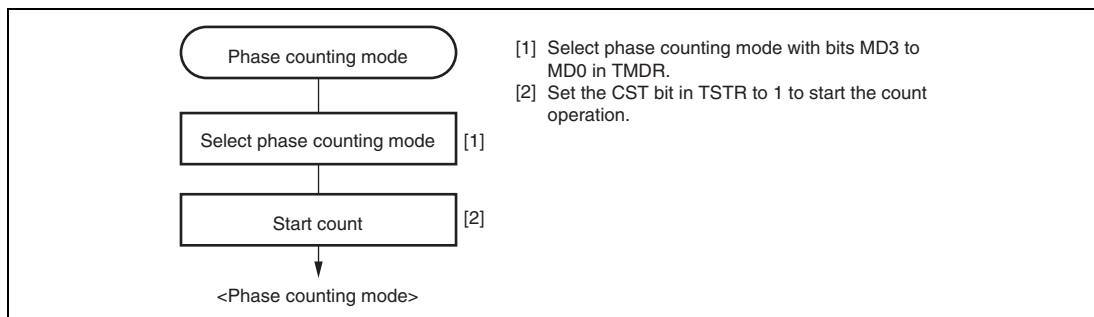 Phase counting mode
Select phase counting mode [1]
Start count [2]
<Phase counting mode>
[1] Select phase counting mode with bits MD3 to
MD0 in TMDR.
[2] Set the CST bit in TSTR to 1 to start the count
operation.